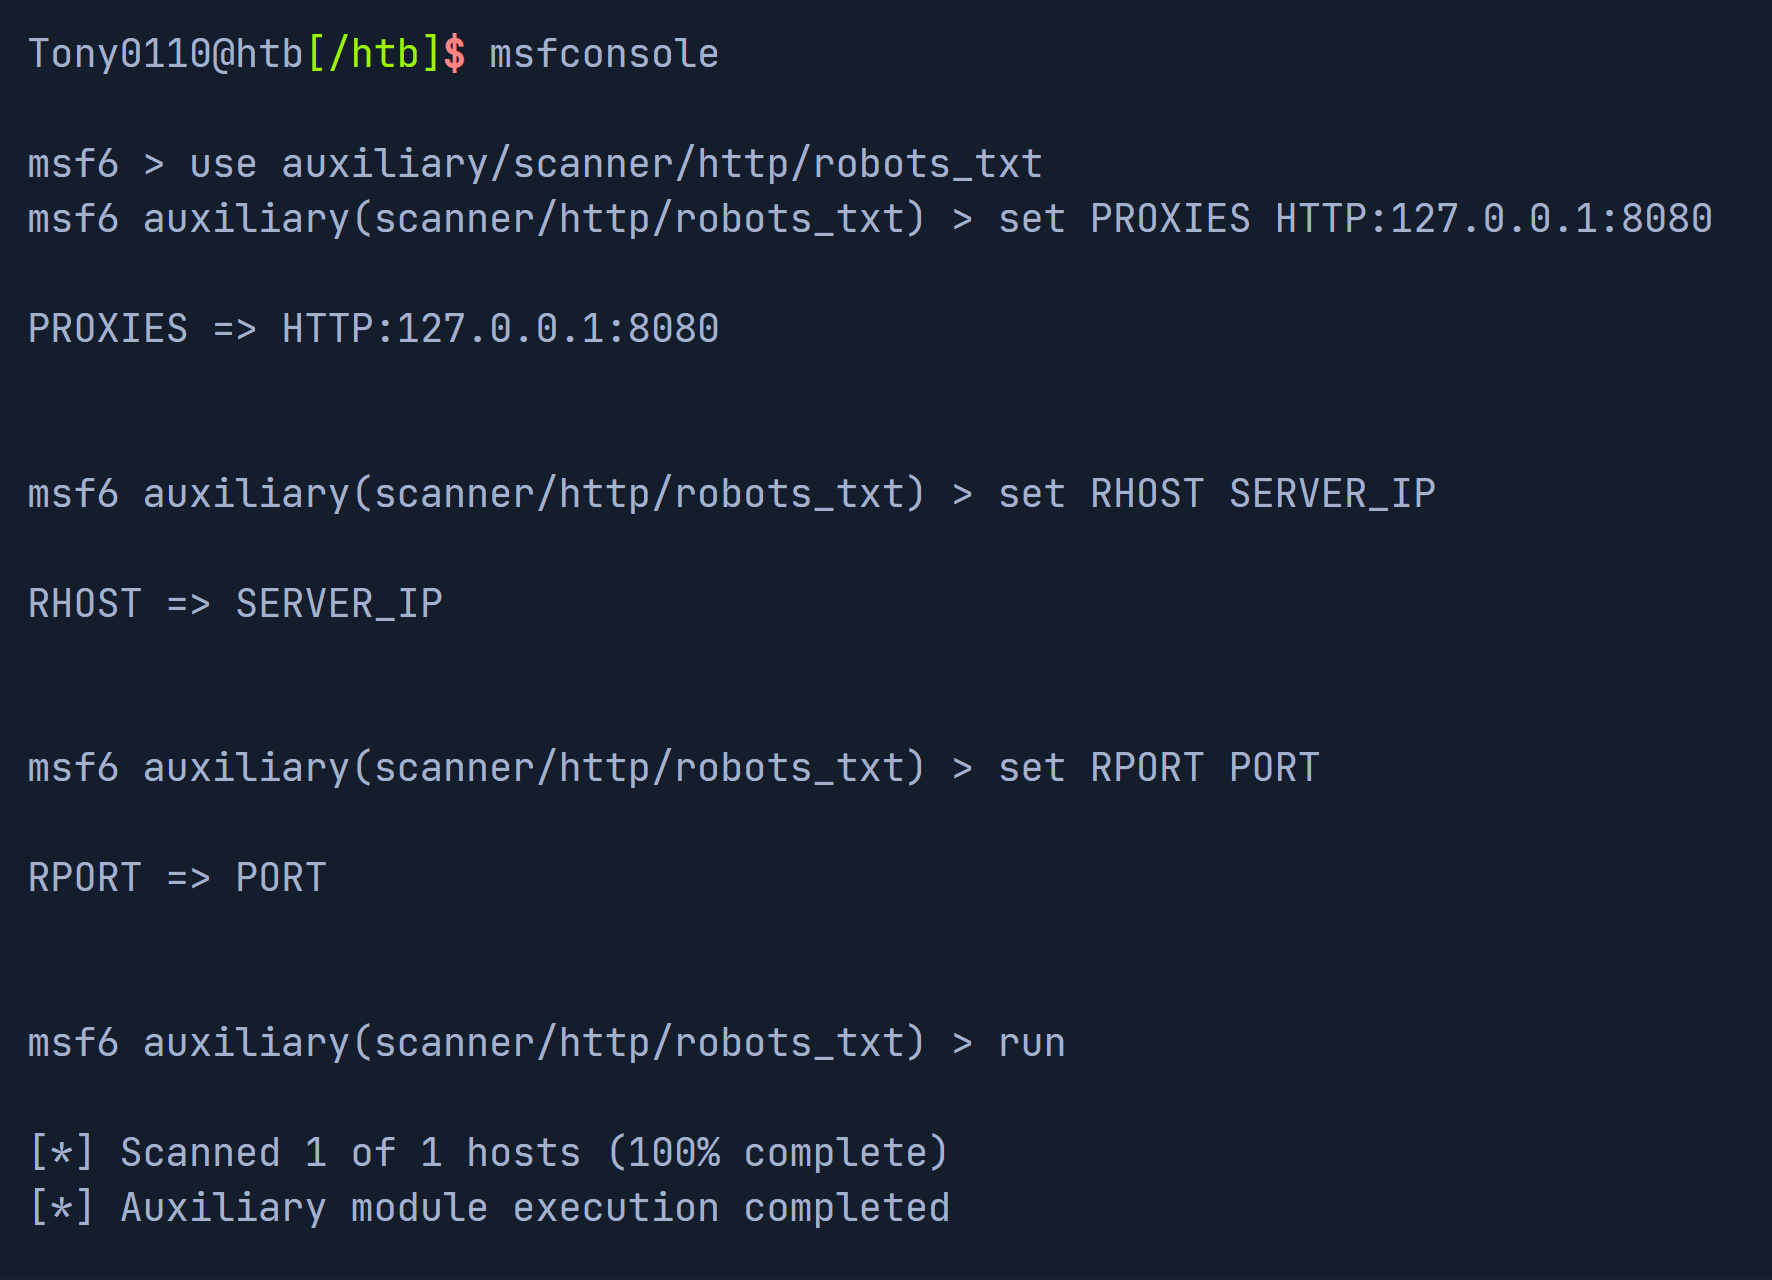 Tony0110@htb[/htb]$ msfconsole
msf6 > use auxiliary/scanner/http/robots_txt
msf6 auxiliary(scanner/http/robots_txt) > set PROXIES HTTP:127.0.0.1:8080
PROXIES => HTTP:127.0.0.1:8080
msf6 auxiliary(scanner/http/robots_txt) > set RHOST SERVER_IP
RHOST => SERVER_IP
msf6 auxiliary(scanner/http/robots_txt) > set RPORT PORT
RPORT => PORT
msf6 auxiliary(scanner/http/robots_txt) > run
[*] Scanned 1 of 1 hosts (100% complete)
[*] Auxiliary module execution completed